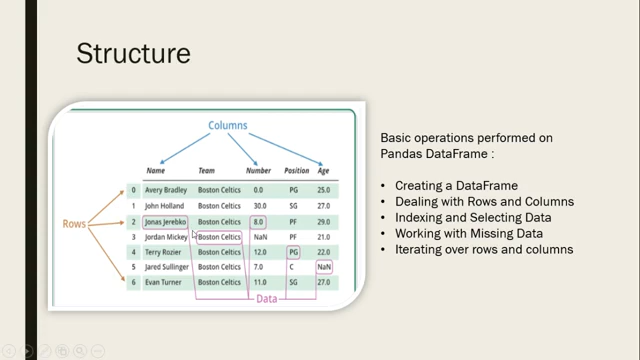 Structure
Columns
Name Team Number Position Age
0 Avery Bradley Boston Celtics 0.0 PG 25.0
1 John Holland Boston Celtics 30.0 SG 27.0
Rows 2 Jonas Jerebko Boston Celtics 8.0 PF 29.0
3 Jordan Mickey Boston Celtics NaN PF 21.0
4 Terry Rozier Boston Celtics 12.0 PG 22.0
5 Jared Sullinger Boston Celtics 7.0 C NaN
6 Evan Turner Boston Celtics 11.0 SG 27.0
Data
Basic operations performed on
Pandas DataFrame :
• Creating a DataFrame
• Dealing with Rows and Columns
• Indexing and Selecting Data
• Working with Missing Data
• Iterating over rows and columns